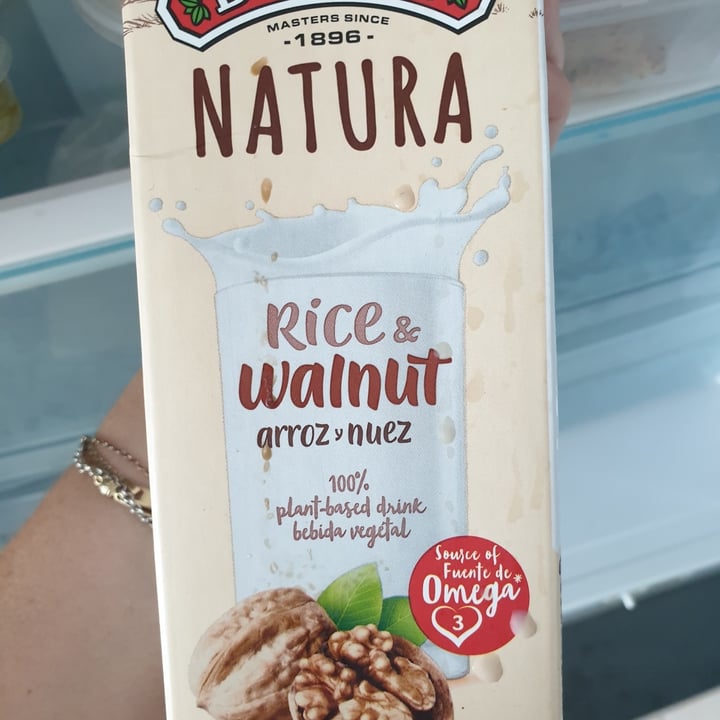 MASTERS SINCE
-1896-
NATURA
Rice &
walnut
arroz y nuez
100%
plant-based drink
bebida vegetal
Source of
Fuente de
Omega*
3